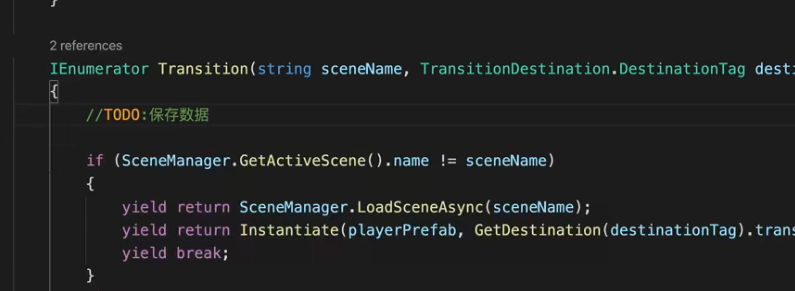 }
2 references
IEnumerator Transition(string sceneName, TransitionDestination.DestinationTag desti
{
//TODO:保存数据
if (SceneManager.GetActiveScene().name != sceneName)
{
yield return SceneManager.LoadSceneAsync(sceneName);
yield return Instantiate(playerPrefab, GetDestination(destinationTag).trans
yield break;
}